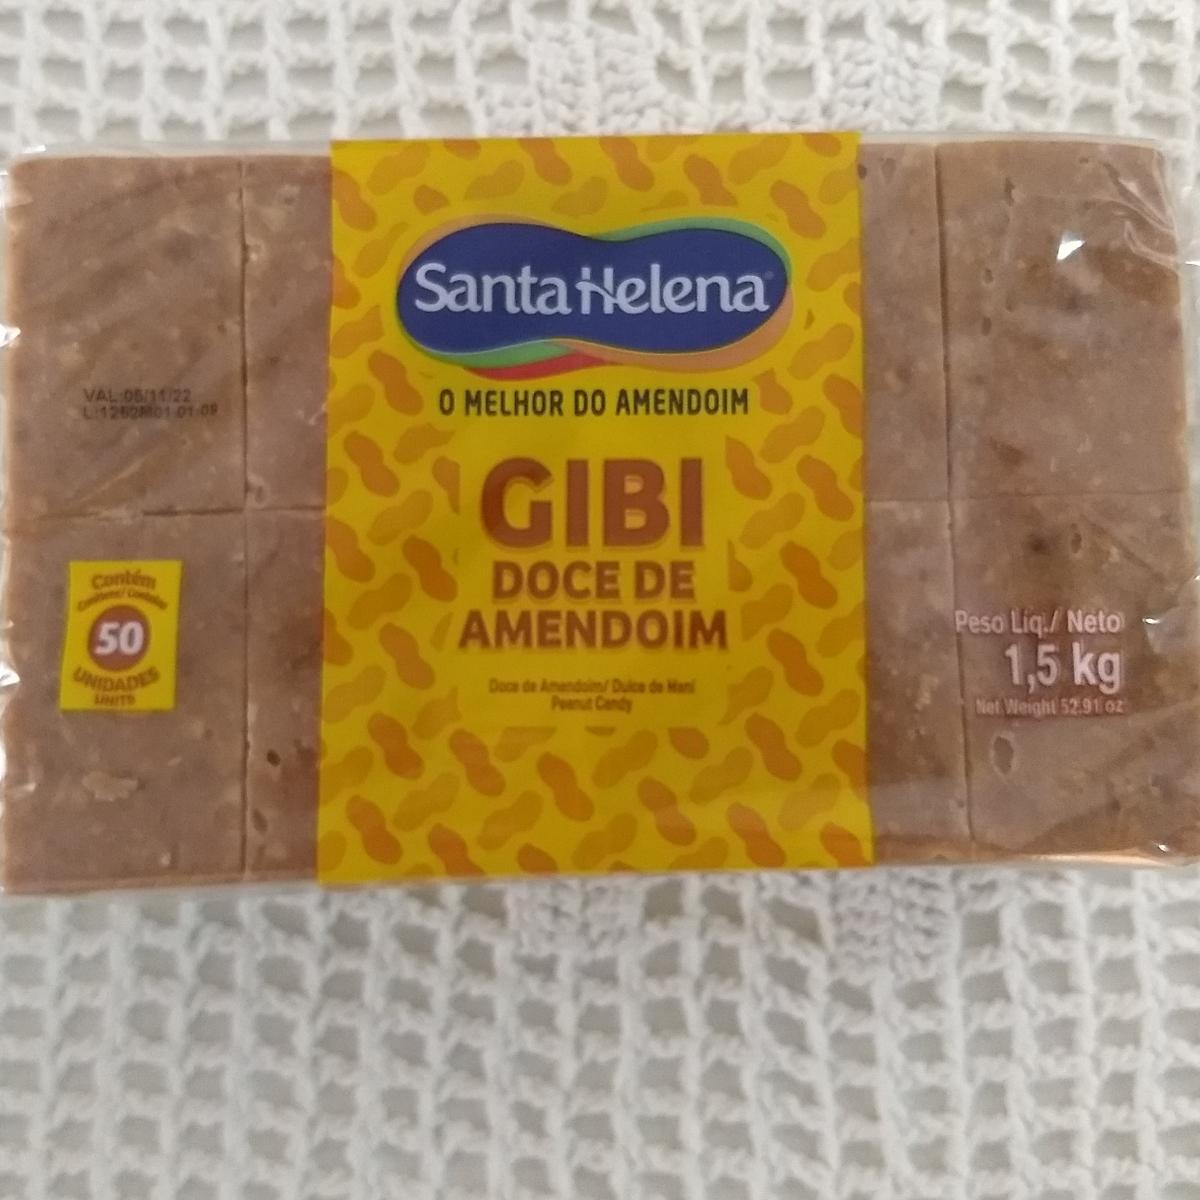 Santa Helena
O MELHOR DO AMENDOIM
GIBI
DOCE DE
AMENDOIM
Doce de Amendoim/ Dulce de Maní
Peanut Candy
VAL:05/11/22
Contém
50
UNIDADES
UNITS
Peso Líq./ Neto
1,5 kg
Net Weight 52.91 oz